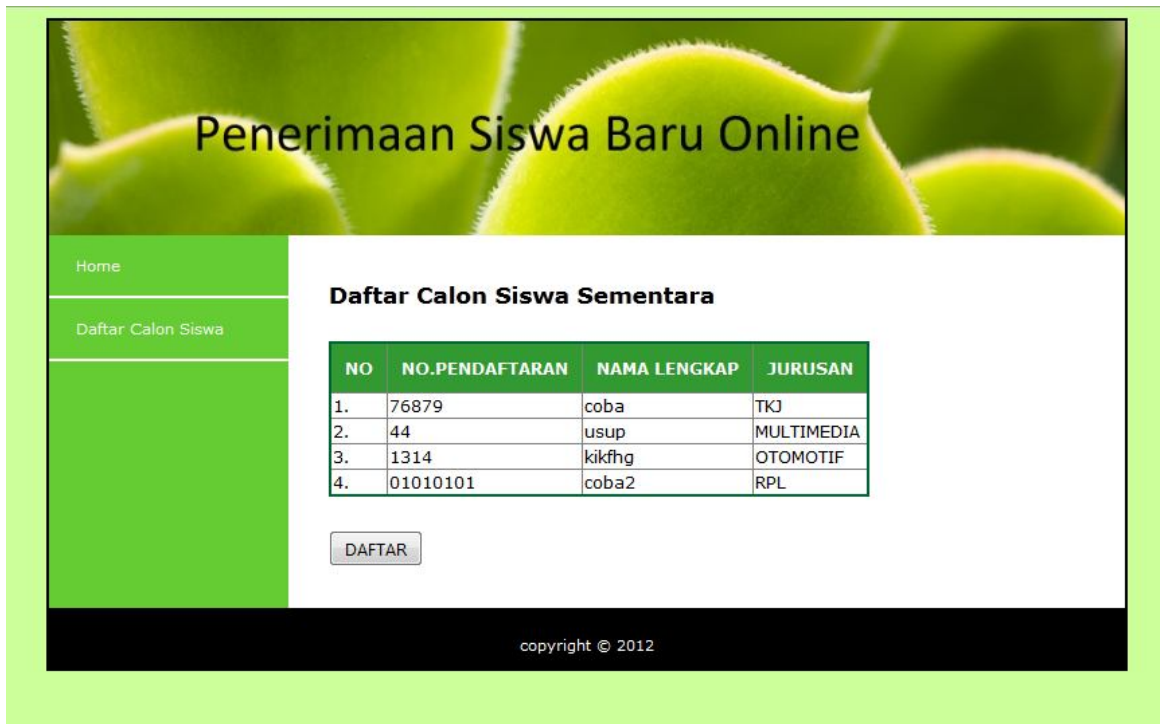 Penerimaan Siswa Baru Online
Home
Daftar Calon Siswa
Daftar Calon Siswa Sementara
NO NO.PENDAFTARAN NAMA LENGKAP JURUSAN
1. 76879 coba TKJ
2. 44 usup MULTIMEDIA
3. 1314 kikfhg OTOMOTIF
4. 01010101 coba2 RPL
DAFTAR
copyright © 2012